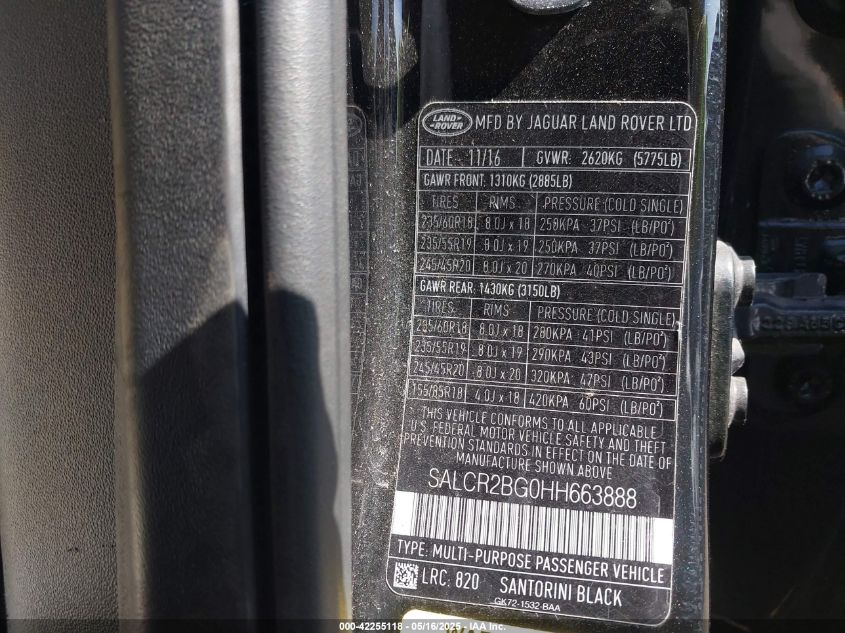 LAND ROVER MFD BY JAGUAR LAND ROVER LTD
DATE 11/16 GVWR: 2620KG (5775LB)
GAWR FRONT: 1310KG (2885LB)
TIRES RIMS PRESSURE (COLD SINGLE)
235/60R18 8.0J x 18 258KPA 37PSI (LB/PO²)
235/55R19 8.0J x 19 250KPA 37PSI (LB/PO²)
245/45R20 8.0J x 20 270KPA 40PSI (LB/PO²)
GAWR REAR: 1430KG (3150LB)
TIRES RIMS PRESSURE (COLD SINGLE)
235/60R18 8.0J x 18 280KPA 41PSI (LB/PO²)
235/55R19 8.0J x 19 290KPA 43PSI (LB/PO²)
245/45R20 8.0J x 20 320KPA 47PSI (LB/PO²)
155/85R18 4.0J x 18 420KPA 60PSI (LB/PO²)
THIS VEHICLE CONFORMS TO ALL APPLICABLE
U.S. FEDERAL MOTOR VEHICLE SAFETY AND THEFT
PREVENTION STANDARDS IN EFFECT ON THE DATE OF
MANUFACTURE SHOWN ABOVE
SALCR2BG0HH663888
TYPE: MULTI-PURPOSE PASSENGER VEHICLE
LRC: 820 SANTORINI BLACK
GK72-1532-BAA
000-42255118 - 05/16/2025 - IAAI.COM COPART